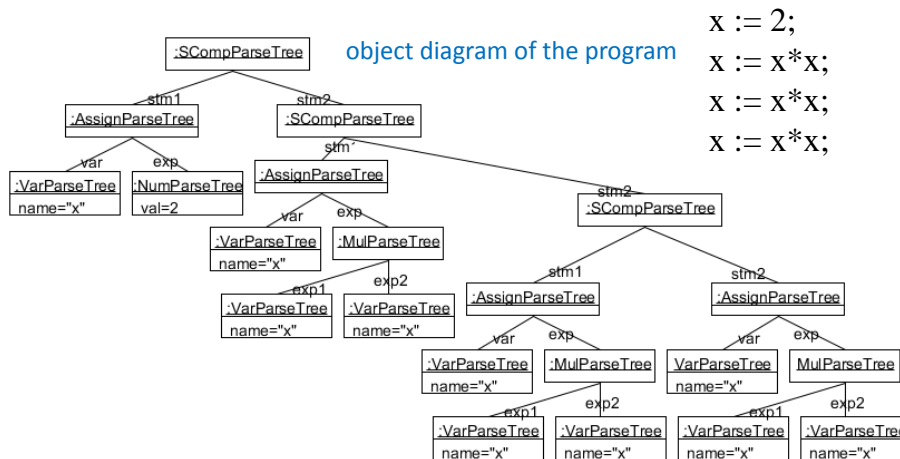 x := 2;
:SCompParseTree
object diagram of the program
x := x*x;
x := x*x;
x := x*x;
stm1
stm2
:AssignParseTree
:SCompParseTree
stm´
var
exp
:AssignParseTree
:VarParseTree
:NumParseTree
name="x"
val=2
stm2
:SCompParseTree
var
exp
:VarParseTree
:MulParseTree
name="x"
exp1
exp2
stm1
stm2
:VarParseTree
:VarParseTree
:AssignParseTree
:AssignParseTree
name="x"
name="x"
var
exp
var
exp
:VarParseTree
:MulParseTree
VarParseTree
MulParseTree
name="x"
name="x"
exp1
exp2
exp1
exp2
:VarParseTree
:VarParseTree
:VarParseTree
:VarParseTree
name="x"
name="x"
name="x"
name="x"